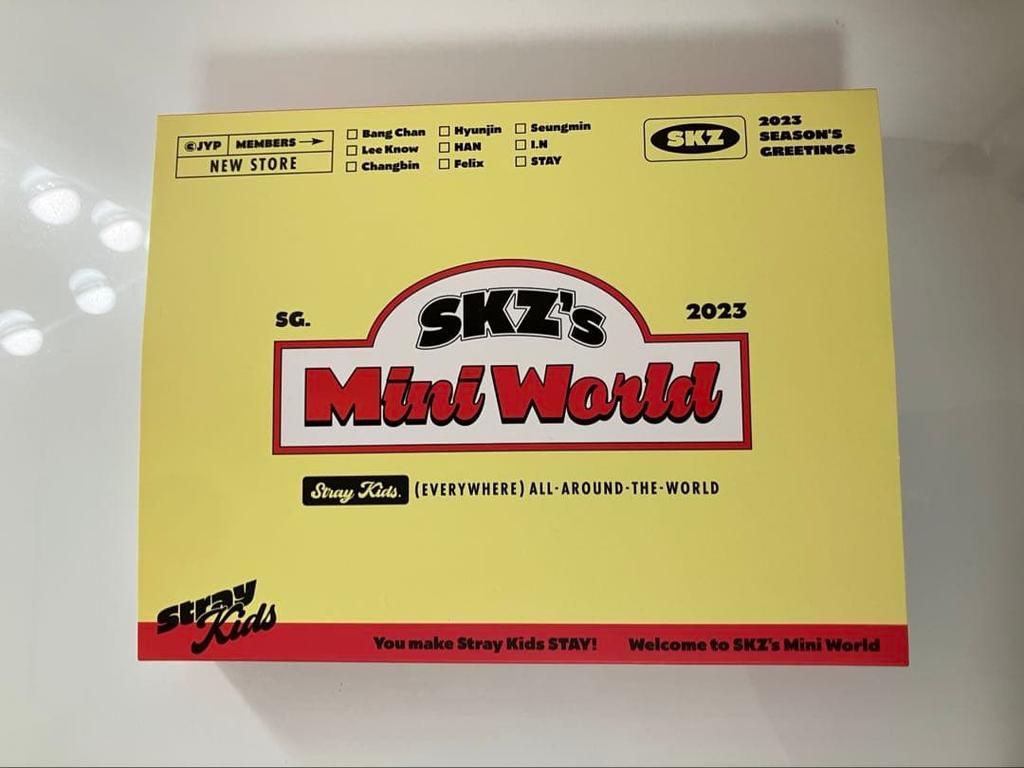 ©JYP MEMBERS →
NEW STORE
☐ Bang Chan ☐ Hyunjin ☐ Seungmin
☐ Lee Know ☐ HAN ☐ I.N
☐ Changbin ☐ Felix ☐ STAY
SKZ
2023
SEASON'S
GREETINGS
SG.
SKZ's
2023
Mini World
Stray Kids. (EVERYWHERE) ALL-AROUND-THE-WORLD
Stray
Kids
You make Stray Kids STAY! Welcome to SKZ's Mini World